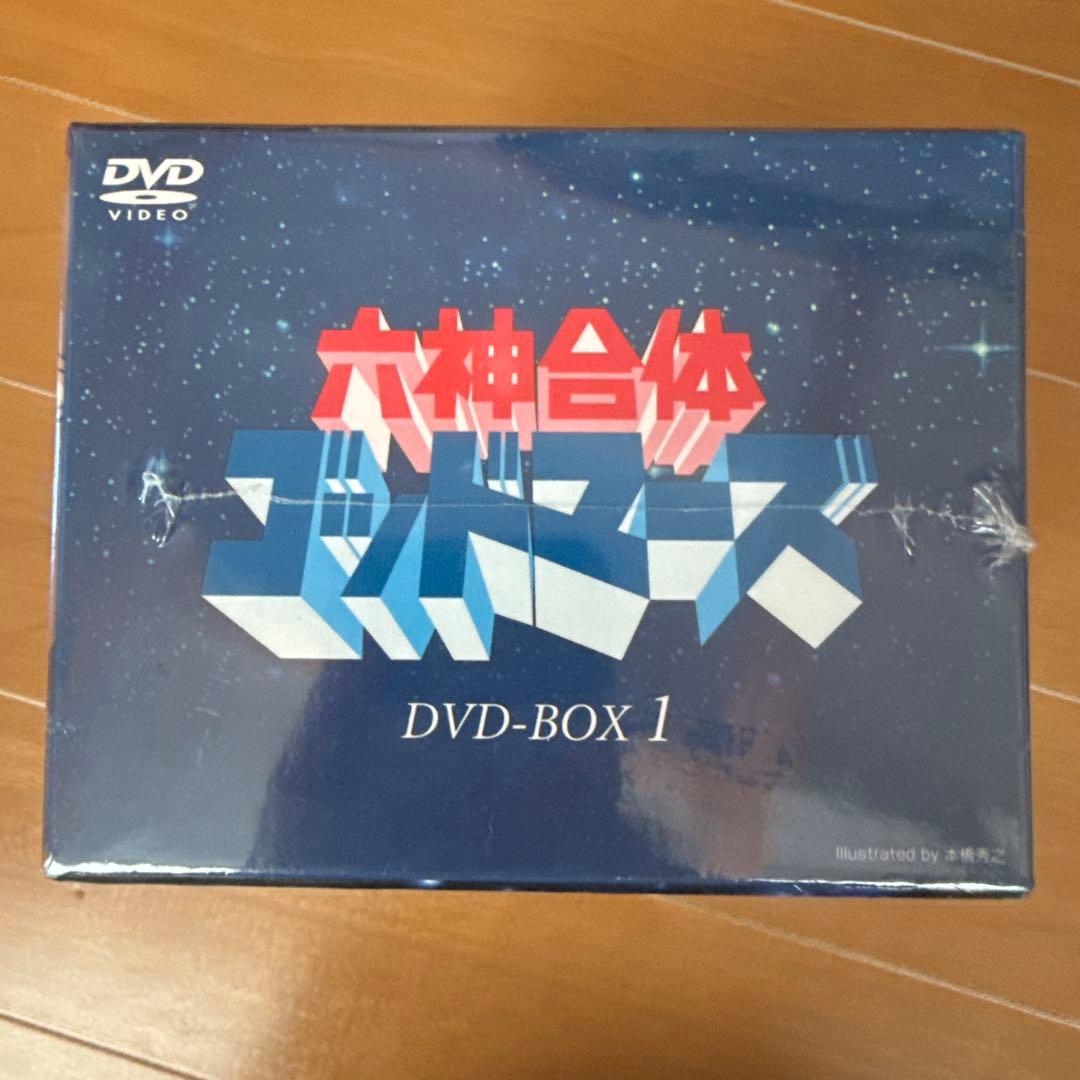 DVD
VIDEO
六神合体
ゴッドマーズ
DVD-BOX 1
Illustrated by 本橋秀之